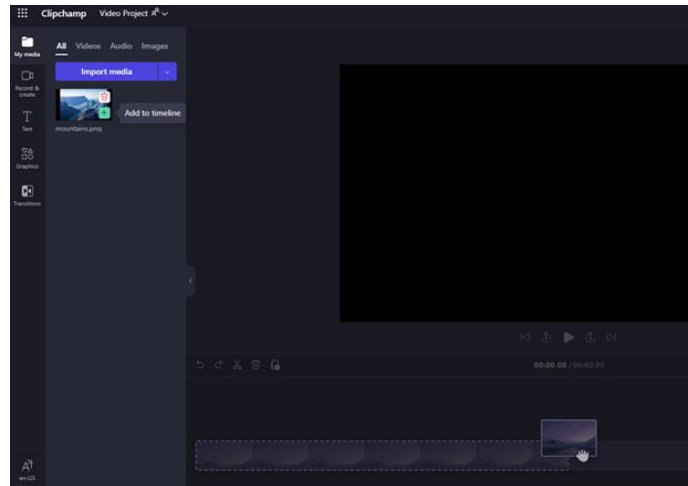 Clipchamp Video Project
My media
All Videos Audio Images
Import media
Record & create
Add to timeline
mountains.png
Text
Graphics
Transitions
00:00.00 / 00:00.00
en-US